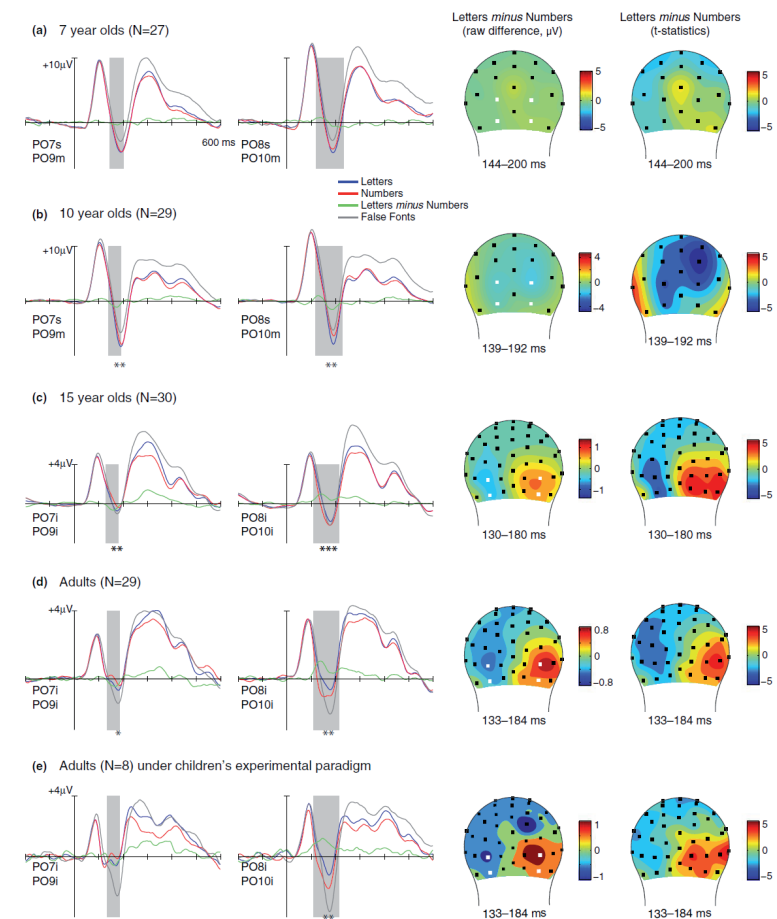 Letters minus Numbers
(raw difference, µV)
Letters minus Numbers
(t-statistics)
(a) 7 year olds (N=27)
+10µV
600 ms
PO7s
PO9m
PO8s
PO10m
5
0
−5
5
0
−5
144–200 ms
144–200 ms
Letters
Numbers
Letters minus Numbers
False Fonts
(b) 10 year olds (N=29)
+10µV
PO7s
PO9m
PO8s
PO10m
**
**
4
2
0
−2
−4
5
0
−5
139–192 ms
139–192 ms
(c) 15 year olds (N=30)
+4µV
PO7i
PO9i
PO8i
PO10i
**
***
1
0
−1
5
0
−5
130–180 ms
130–180 ms
(d) Adults (N=29)
+4µV
PO7i
PO9i
PO8i
PO10i
*
**
0.8
0
−0.8
5
0
−5
133–184 ms
133–184 ms
(e) Adults (N=8) under children’s experimental paradigm
+4µV
PO7i
PO9i
PO8i
PO10i
**
1
0
−1
5
0
−5
133–184 ms
133–184 ms